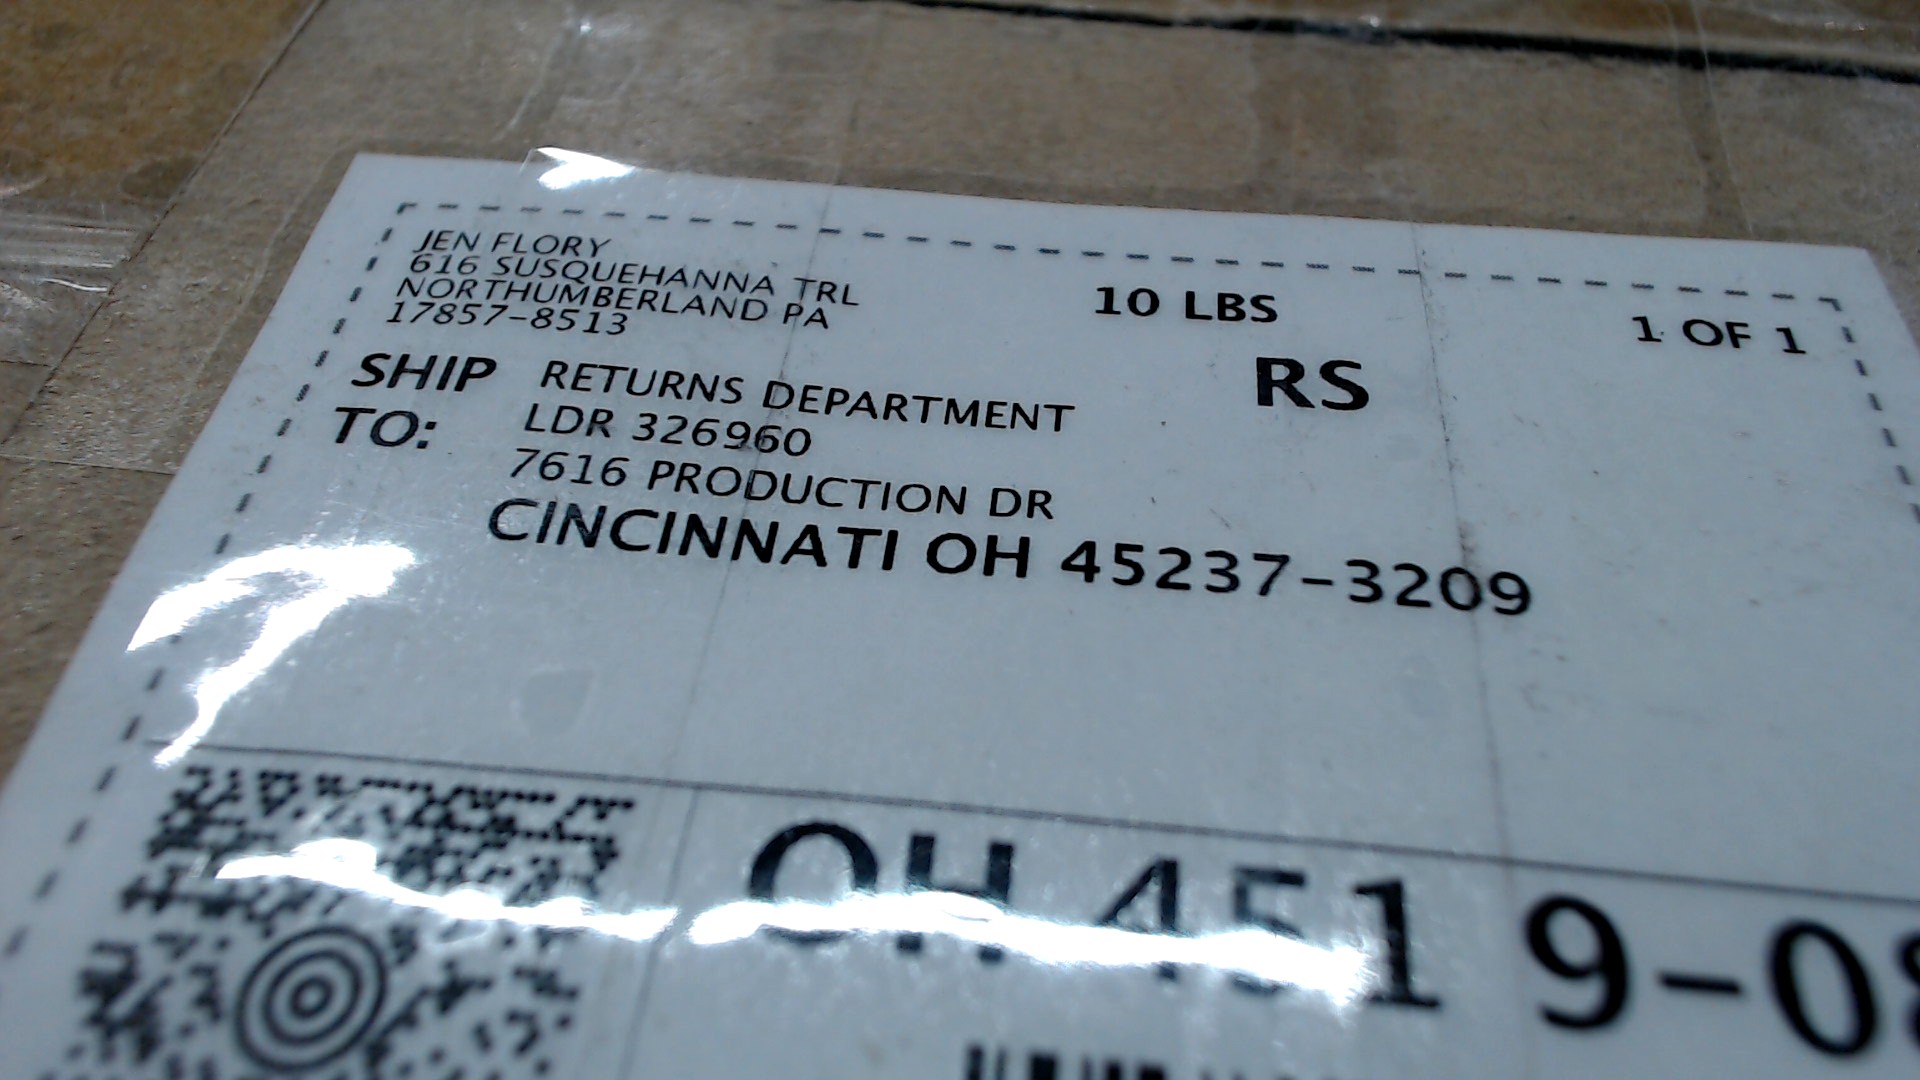 JEN FLORY
616 SUSQUEHANNA TRL
NORTHUMBERLAND PA
17857-8513
10 LBS
1 OF 1
RS
SHIP TO:
RETURNS DEPARTMENT
LDR 326960
7616 PRODUCTION DR
CINCINNATI OH 45237-3209
OH 451 9-0